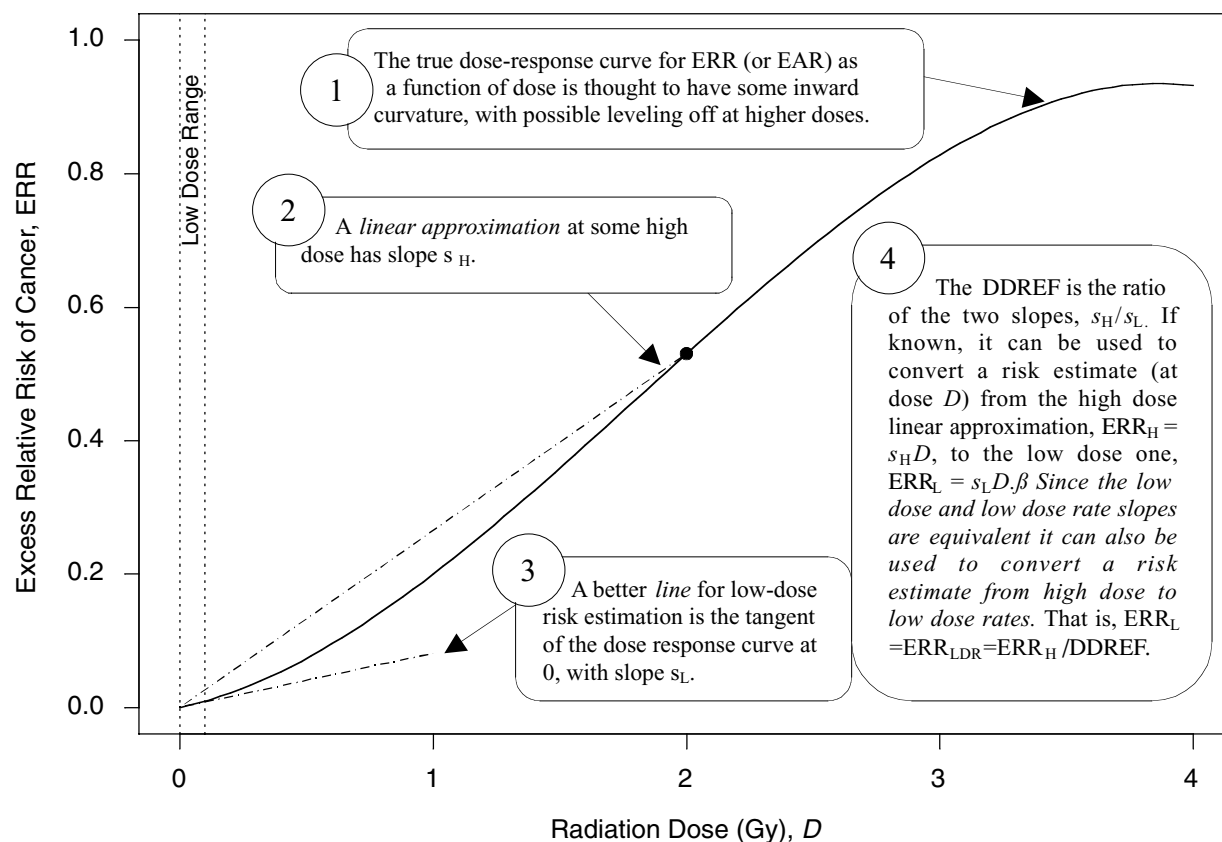 Excess Relative Risk of Cancer, ERR
1.0
0.8
0.6
0.4
0.2
0.0
Low Dose Range
1
The true dose-response curve for ERR (or EAR) as
a function of dose is thought to have some inward
curvature, with possible leveling off at higher doses.
2
A linear approximation at some high
dose has slope s H.
3
A better line for low-dose
risk estimation is the tangent
of the dose response curve at
0, with slope sL.
4
The DDREF is the ratio
of the two slopes, sH/sL. If
known, it can be used to
convert a risk estimate (at
dose D) from the high dose
linear approximation, ERRH =
sHD, to the low dose one,
ERRL = sLD.ß Since the low
dose and low dose rate slopes
are equivalent it can also be
used to convert a risk
estimate from high dose to
low dose rates. That is, ERRL
=ERRLDR=ERRH /DDREF.
0 1 2 3 4
Radiation Dose (Gy), D